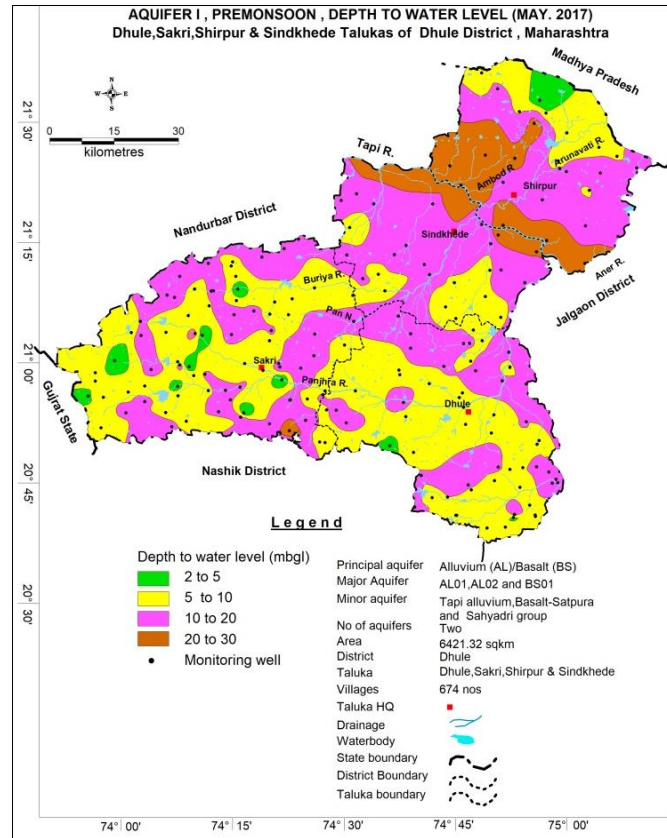 AQUIFER I , PREMONSOON , DEPTH TO WATER LEVEL (MAY. 2017)
Dhule,Sakri,Shirpur & Sindkhede Talukas of Dhule District , Maharashtra
Madhya Pradesh
N
W E
S
21° 30
0 15 30
kilometres
Tapi R.
Arunavati R.
Ambod R.
Shirpur
Nandurbar District
Sindkhede
21° 15
Aner R.
Buriya R.
Jalgaon District
Pan N.
21° 00
Sakri
Panjhra R.
Gujrat State
Dhule
Nashik District
20° 45
Legend
Depth to water level (mbgl)
2 to 5
5 to 10
10 to 20
20 to 30
Monitoring well
20° 30
Principal aquifer Alluvium (AL)/Basalt (BS)
Major Aquifer AL01,AL02 and BS01
Minor aquifer Tapi alluvium,Basalt-Satpura
and Sahyadri group
No of aquifers Two
Area 6421.32 sqkm
District Dhule
Taluka Dhule,Sakri,Shirpur & Sindkhede
Villages 674 nos
Taluka HQ
Drainage
Waterbody
State boundary
District Boundary
Taluka boundary
74° 00 74° 15 74° 30 74° 45 75° 00